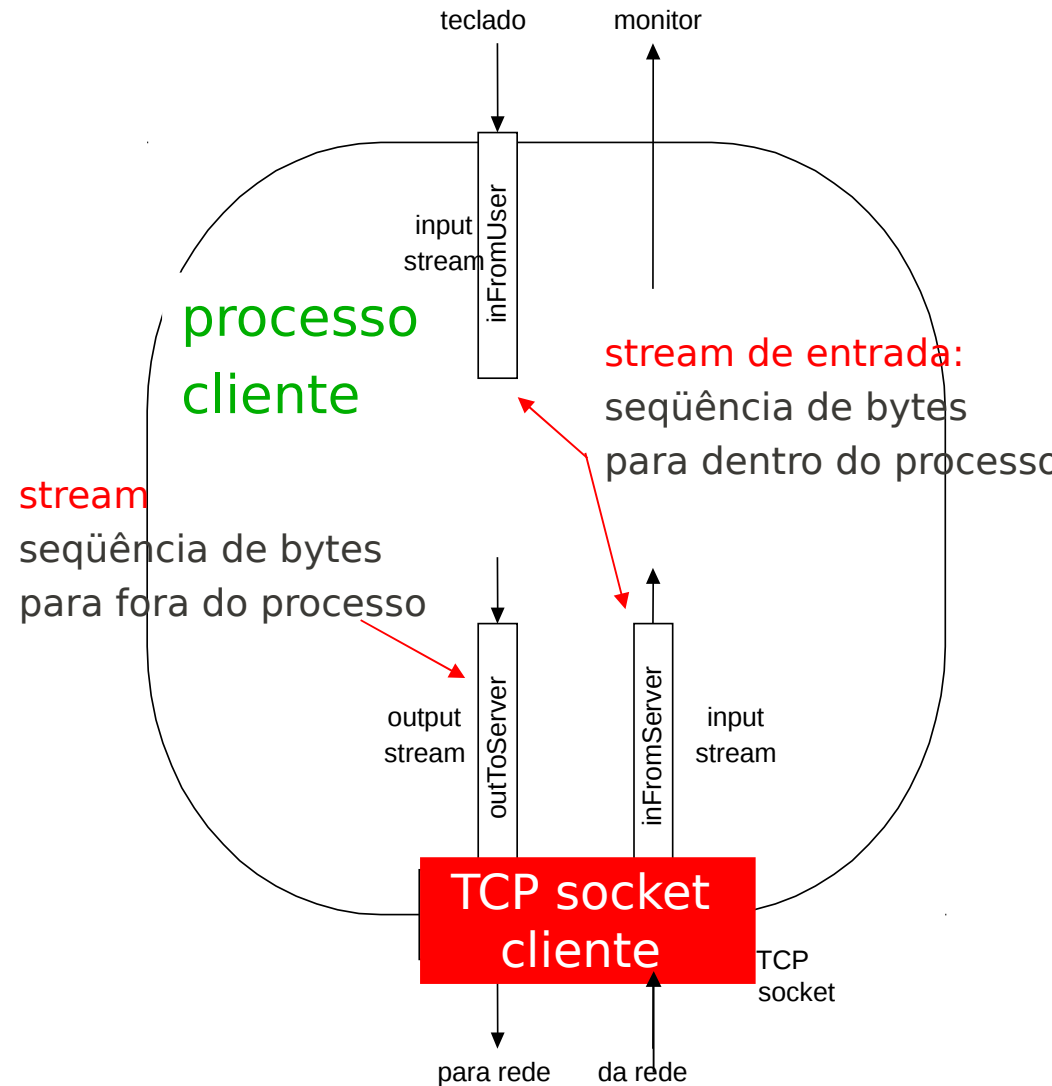 teclado
monitor
input
stream
inFromUser
processo
cliente
stream de entrada:
seqüência de bytes
para dentro do processo
stream
seqüência de bytes
para fora do processo
output
stream
outToServer
inFromServer
input
stream
TCP socket
cliente
TCP
socket
para rede
da rede